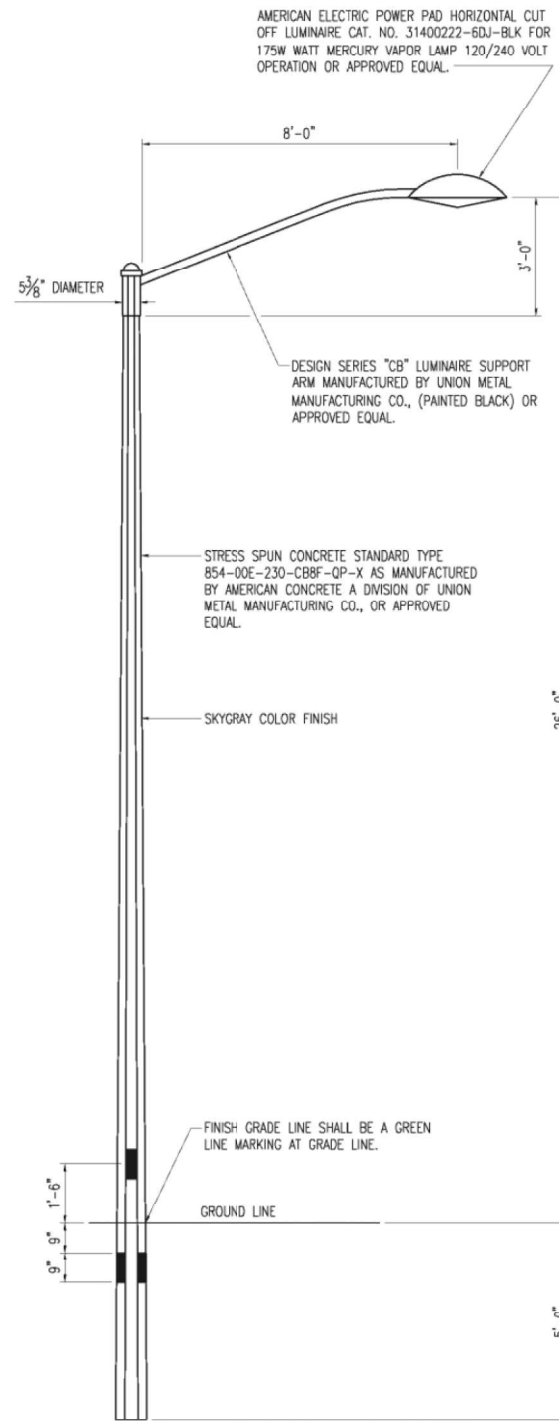 AMERICAN ELECTRIC POWER PAD HORIZONTAL CUT
OFF LUMINAIRE CAT. NO. 31400222-6DJ-BLK FOR
175W WATT MERCURY VAPOR LAMP 120/240 VOLT
OPERATION OR APPROVED EQUAL.
8'-0"
3'-0"
5⅜" DIAMETER
DESIGN SERIES "CB" LUMINAIRE SUPPORT
ARM MANUFACTURED BY UNION METAL
MANUFACTURING CO., (PAINTED BLACK) OR
APPROVED EQUAL.
STRESS SPUN CONCRETE STANDARD TYPE
854-00E-230-CB8F-QP-X AS MANUFACTURED
BY AMERICAN CONCRETE A DIVISION OF UNION
METAL MANUFACTURING CO., OR APPROVED
EQUAL.
SKYGRAY COLOR FINISH
FINISH GRADE LINE SHALL BE A GREEN
LINE MARKING AT GRADE LINE.
1'-6"
GROUND LINE
9"
9"